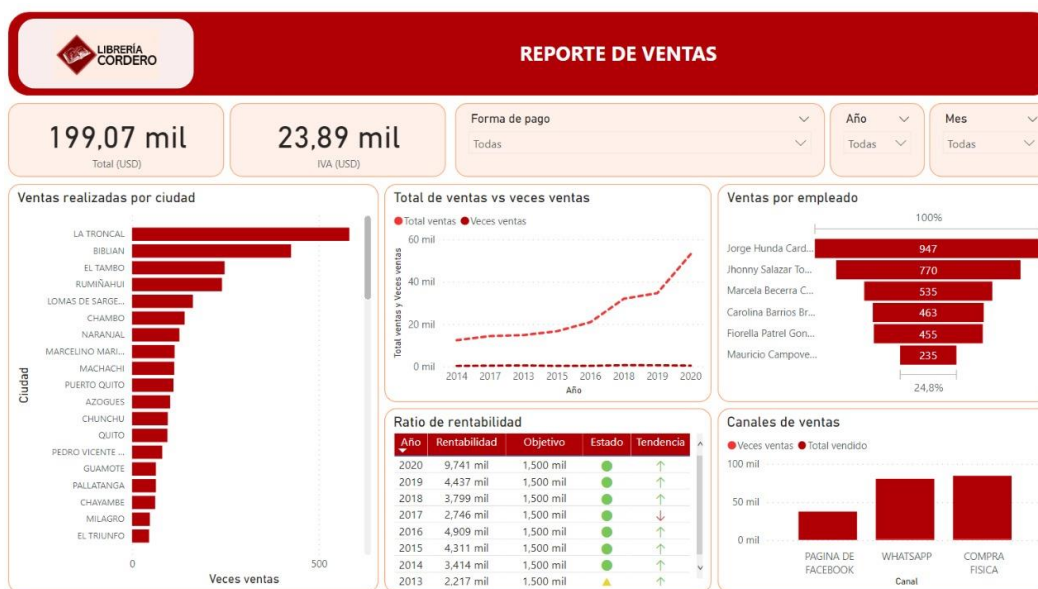 LIBRERÍA
CORDERO
REPORTE DE VENTAS
199,07 mil
Total (USD)
23,89 mil
IVA (USD)
Forma de pago
Todas
Año
Todas
Mes
Todas
Ventas realizadas por ciudad
LA TRONCAL
BIBLIAN
EL TAMBO
RUMIÑAHUI
LOMAS DE SARGE...
CHAMBO
NARANJAL
MARCELINO MARI...
MACHACHI
PUERTO QUITO
AZOGUES
CHUNCHU
QUITO
PEDRO VICENTE ...
GUAMOTE
PALLATANGA
CHAYAMBE
MILAGRO
EL TRIUNFO
Ciudad
0 500
Veces ventas
Total de ventas vs veces ventas
Total ventas Veces ventas
Total ventas y Veces ventas
60 mil
40 mil
20 mil
0 mil
2014 2017 2013 2015 2016 2018 2019 2020
Año
Ventas por empleado
100%
Jorge Hunda Card... 947
Jhonny Salazar To... 770
Marcela Becerra C... 535
Carolina Barrios Br... 463
Fiorella Patrel Gon... 455
Mauricio Campove... 235
24,8%
Ratio de rentabilidad
Año Rentabilidad Objetivo Estado Tendencia
2020 9,741 mil 1,500 mil
2019 4,437 mil 1,500 mil
2018 3,799 mil 1,500 mil
2017 2,746 mil 1,500 mil
2016 4,909 mil 1,500 mil
2015 4,311 mil 1,500 mil
2014 3,414 mil 1,500 mil
2013 2,217 mil 1,500 mil
Canales de ventas
Veces ventas Total vendido
100 mil
50 mil
0 mil
PAGINA DE FACEBOOK
WHATSAPP
COMPRA FISICA
Canal